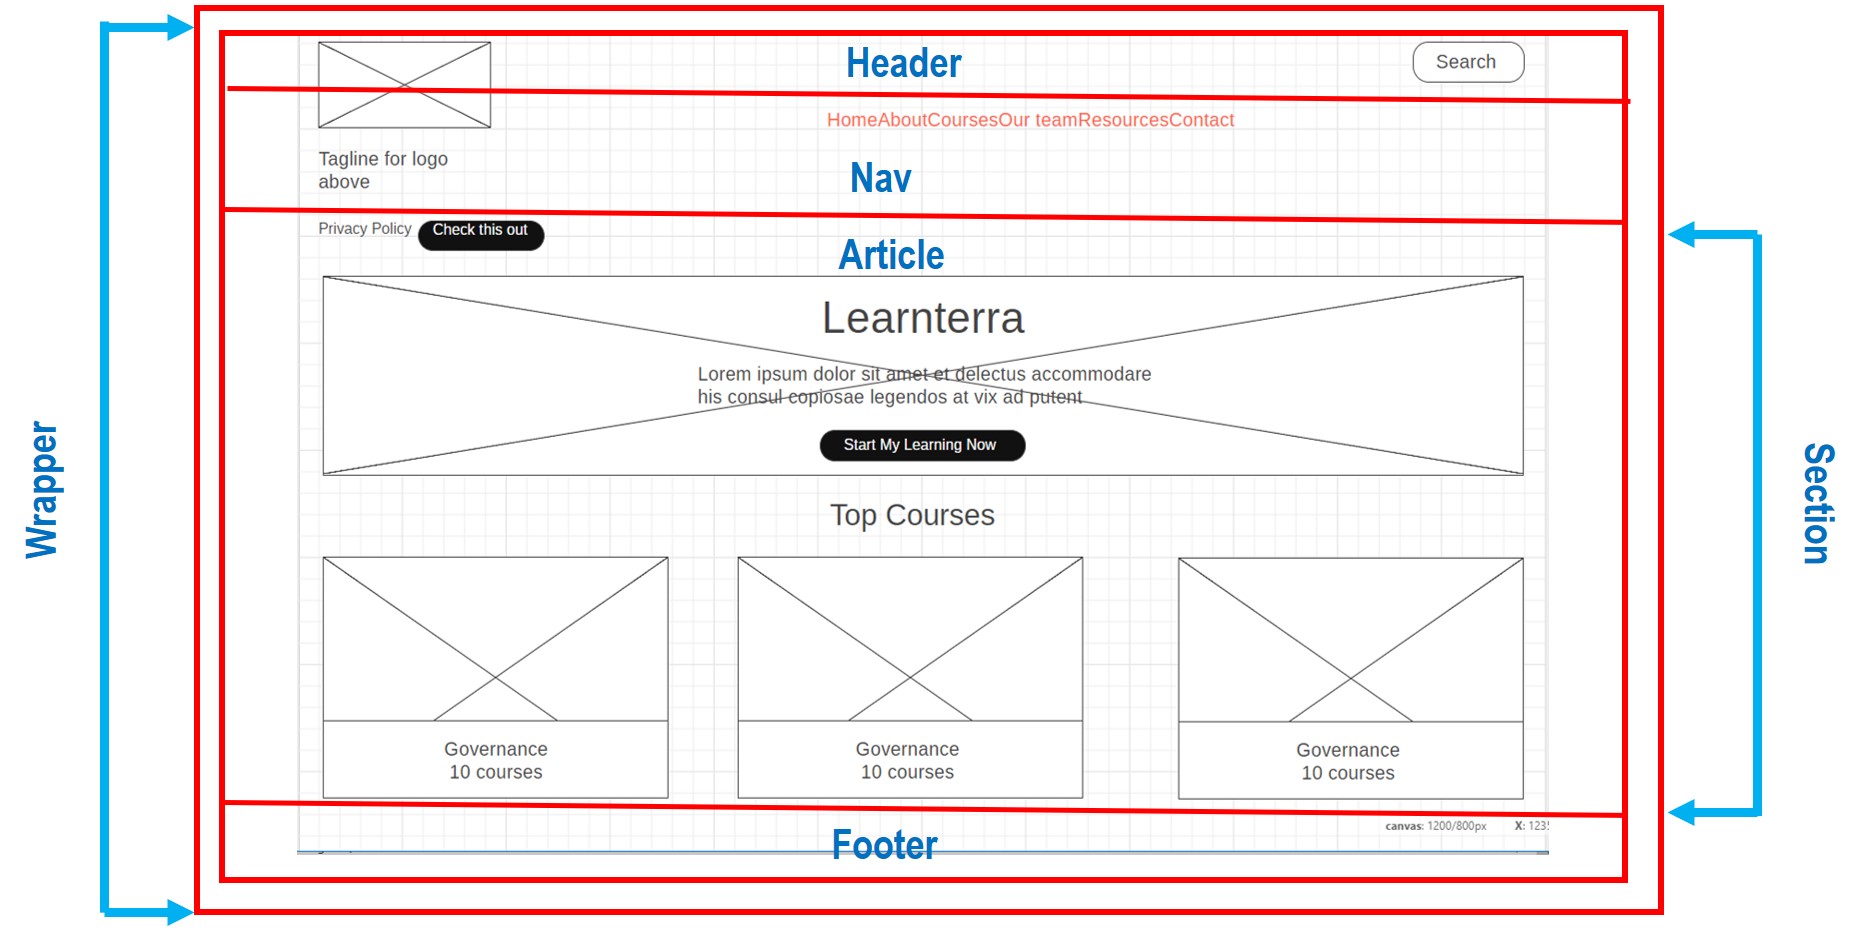 Header
Search
HomeAboutCoursesOur teamResourcesContact
Tagline for logo
above
Nav
Privacy Policy
Check this out
Article
Learnterra
Lorem ipsum dolor sit amet et delectus accommodare
his consul copiosae legendos at vix ad putent
Start My Learning Now
Wrapper
Section
Top Courses
Governance
10 courses
Governance
10 courses
Governance
10 courses
canvas: 1200/800px X: 1235
Footer